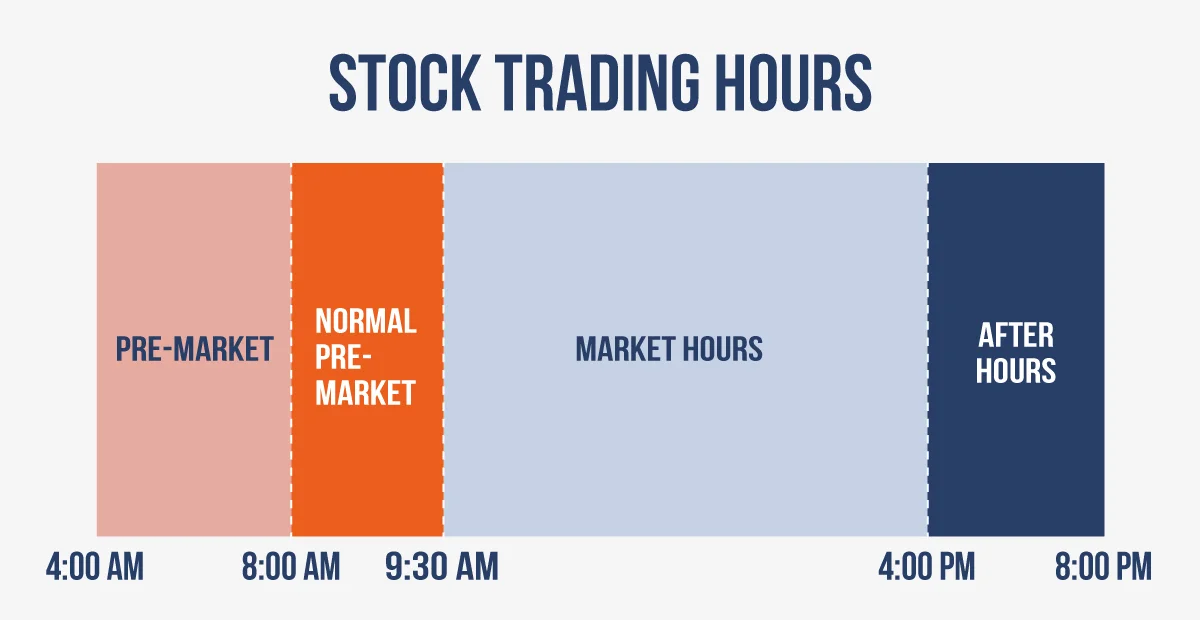 STOCK TRADING HOURS
PRE-MARKET
NORMAL
PRE-
MARKET
MARKET HOURS
AFTER
HOURS
4:00 AM
8:00 AM
9:30 AM
4:00 PM
8:00 PM